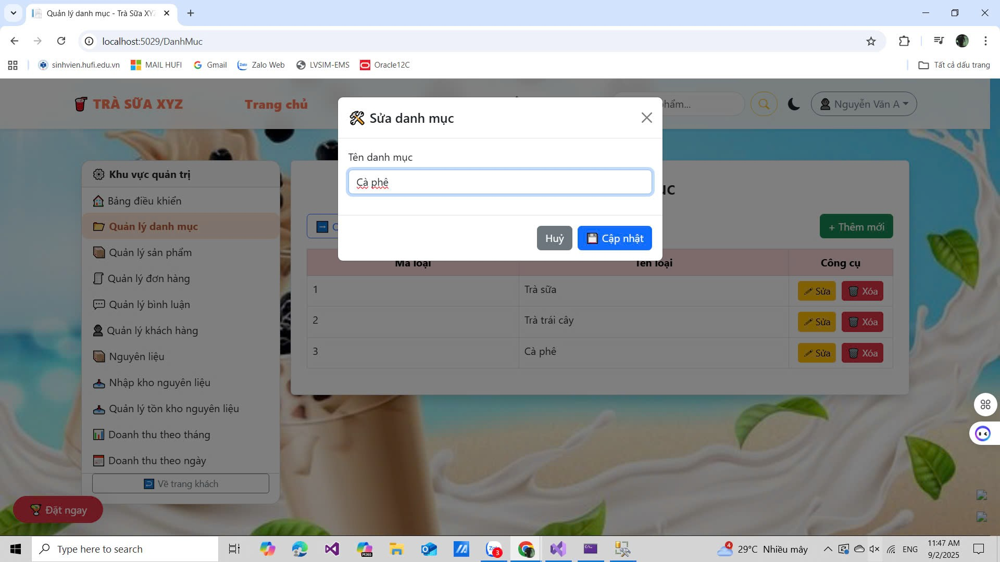 Quản lý danh mục - Trà Sữa XYZ
localhost:5029/DanhMuc
sinhvien.hufi.edu.vn
MAIL HUFI
Gmail
Zalo Web
LVSIM-EMS
Oracle12C
Tất cả dấu trang
TRÀ SỮA XYZ
Trang chủ
phẩm...
Nguyễn Văn A
Sửa danh mục
Tên danh mục
Cà phê
Huỷ
Cập nhật
Khu vực quản trị
Bảng điều khiển
Quản lý danh mục
Quản lý sản phẩm
Quản lý đơn hàng
Quản lý bình luận
Quản lý khách hàng
Nguyên liệu
Nhập kho nguyên liệu
Quản lý tồn kho nguyên liệu
Doanh thu theo tháng
Doanh thu theo ngày
Về trang khách
Đặt ngay
+ Thêm mới
Mã loại Tên loại Công cụ
1 Trà sữa Sửa Xóa
2 Trà trái cây Sửa Xóa
3 Cà phê Sửa Xóa
Type here to search
M365
Zalo
3
4
29°C Nhiều mây
ENG
11:47 AM
9/2/2025